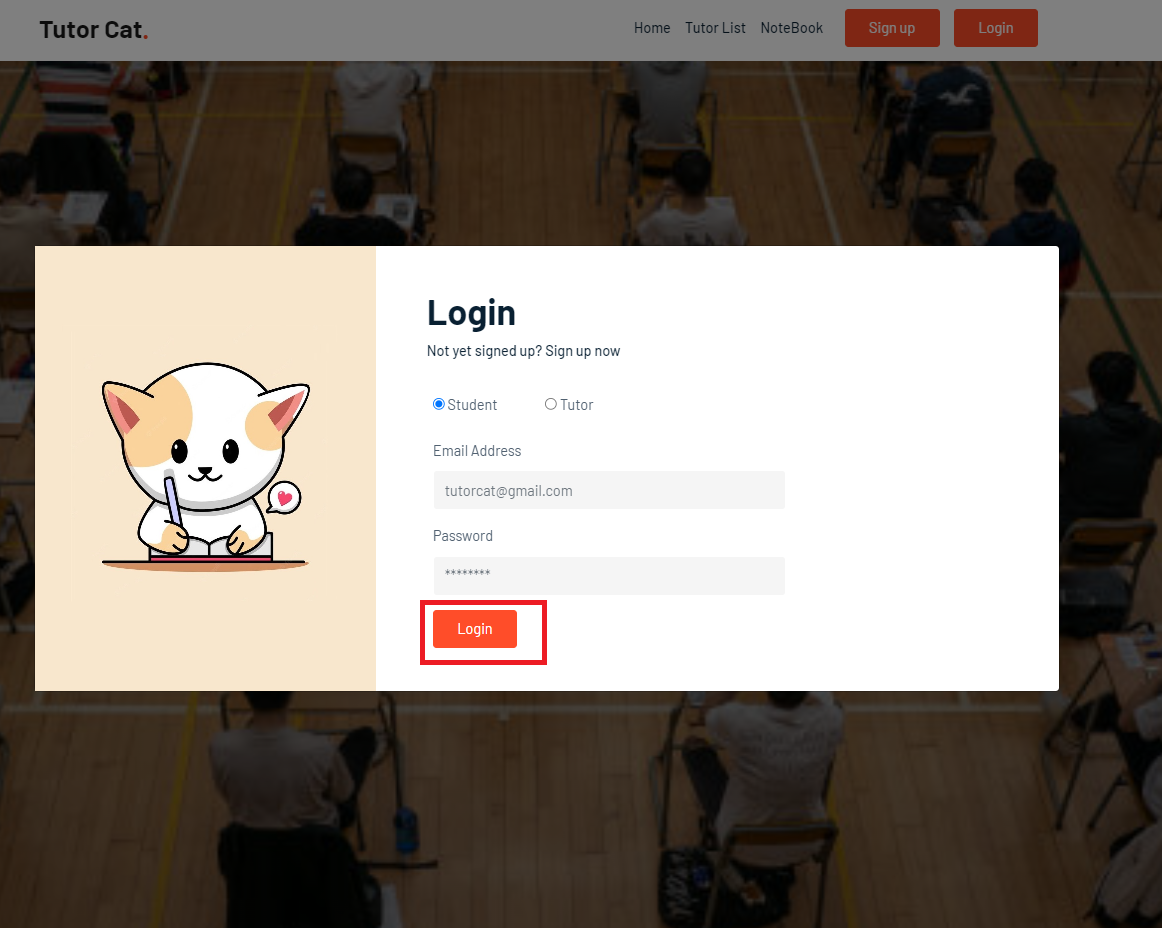 Tutor Cat.
Home Tutor List NoteBook Sign up Login
Login
Not yet signed up? Sign up now
Student Tutor
Email Address
tutorcat@gmail.com
Password
********
Login